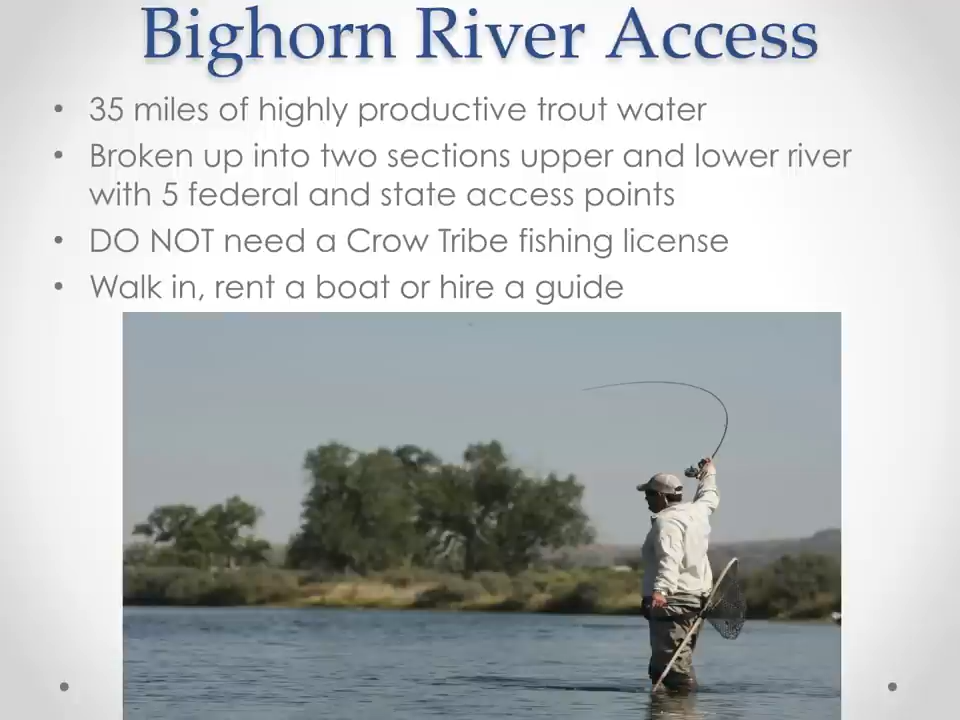 Bighorn River Access
• 35 miles of highly productive trout water
• Broken up into two sections upper and lower river
with 5 federal and state access points
• DO NOT need a Crow Tribe fishing license
• Walk in, rent a boat or hire a guide